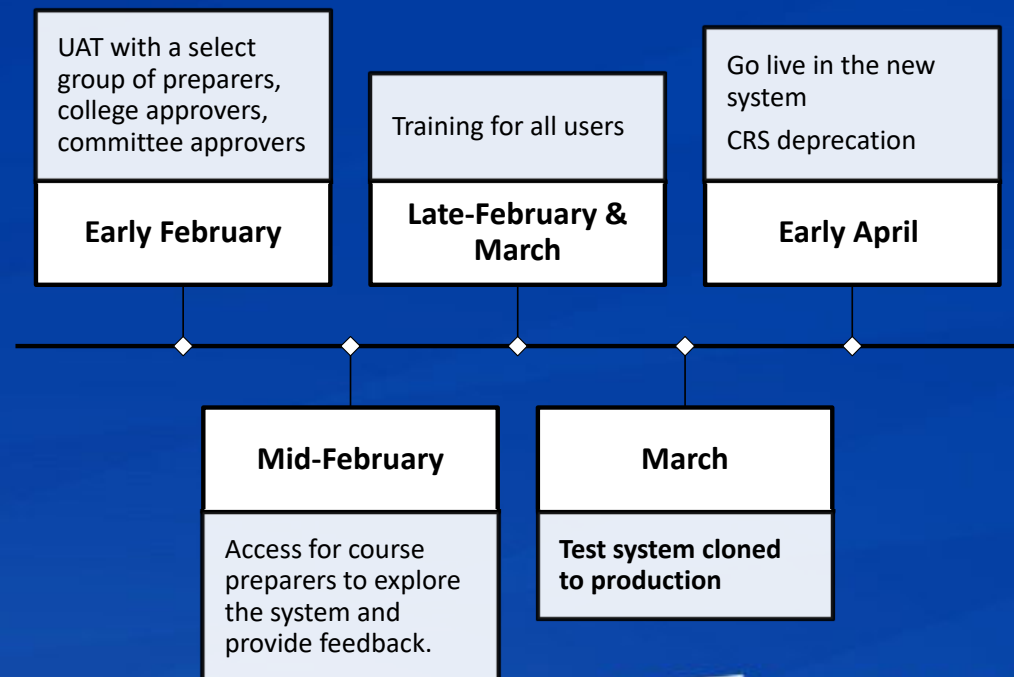 UAT with a select
group of preparers,
college approvers,
committee approvers
Early February
Access for course
preparers to explore
the system and
provide feedback.
Mid-February
Training for all users
Late-February &
March
Test system cloned
to production
March
Go live in the new
system
CRS deprecation
Early April